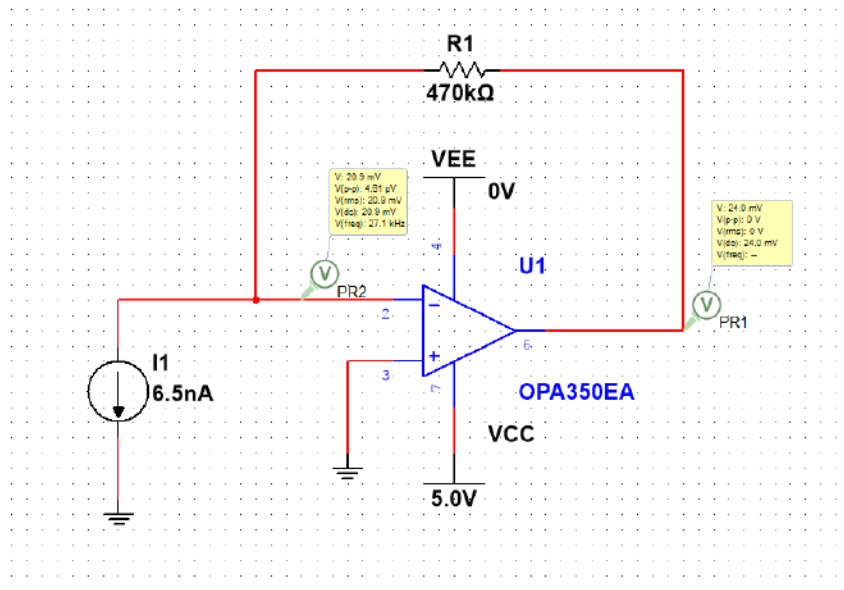 R1
470kΩ
VEE
0V
V: 20.9 mV
V(p-p): 4.81 pV
V(rms): 20.9 mV
V(dc): 20.9 mV
V(freq): 27.1 kHz
V: 24.0 mV
V(p-p): 0 V
V(rms): 0 V
V(dc): 24.0 mV
V(freq): --
4
U1
V
PR2
V
PR1
2
−
6
I1
6.5nA
3
+
7
OPA350EA
VCC
5.0V